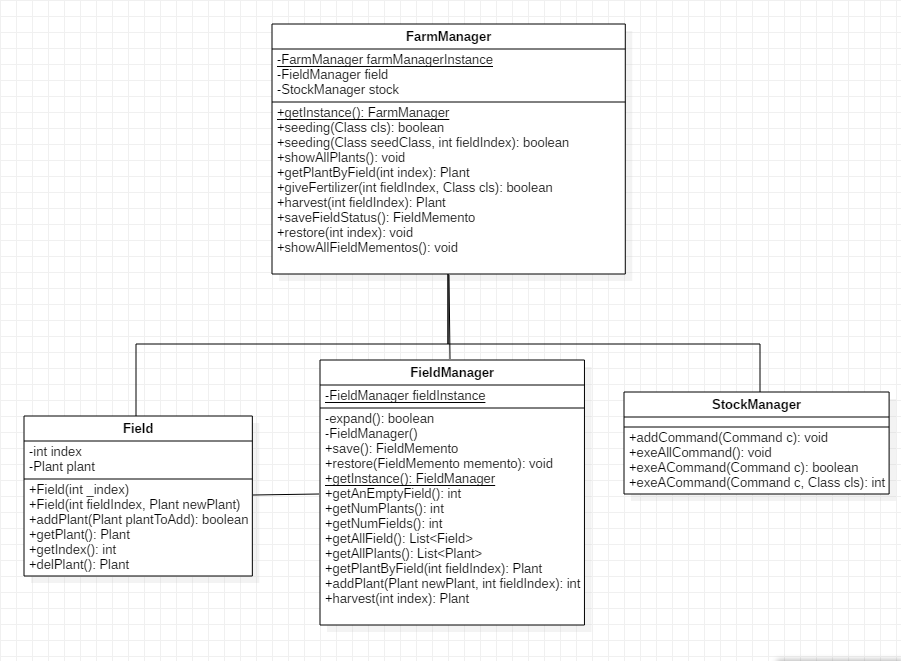 FarmManager
-FarmManager farmManagerInstance
-FieldManager field
-StockManager stock
+getInstance(): FarmManager
+seeding(Class cls): boolean
+seeding(Class seedClass, int fieldIndex): boolean
+showAllPlants(): void
+getPlantByField(int index): Plant
+giveFertilizer(int fieldIndex, Class cls): boolean
+harvest(int fieldIndex): Plant
+saveFieldStatus(): FieldMemento
+restore(int index): void
+showAllFieldMementos(): void
Field
-int index
-Plant plant
+Field(int _index)
+Field(int fieldIndex, Plant newPlant)
+addPlant(Plant plantToAdd): boolean
+getPlant(): Plant
+getIndex(): int
+delPlant(): Plant
FieldManager
-FieldManager fieldInstance
-expand(): boolean
-FieldManager()
+save(): FieldMemento
+restore(FieldMemento memento): void
+getInstance(): FieldManager
+getAnEmptyField(): int
+getNumPlants(): int
+getNumFields(): int
+getAllField(): List<Field>
+getAllPlants(): List<Plant>
+getPlantByField(int fieldIndex): Plant
+addPlant(Plant newPlant, int fieldIndex): int
+harvest(int index): Plant
StockManager
+addCommand(Command c): void
+exeAllCommand(): void
+exeACommand(Command c): boolean
+exeACommand(Command c, Class cls): int